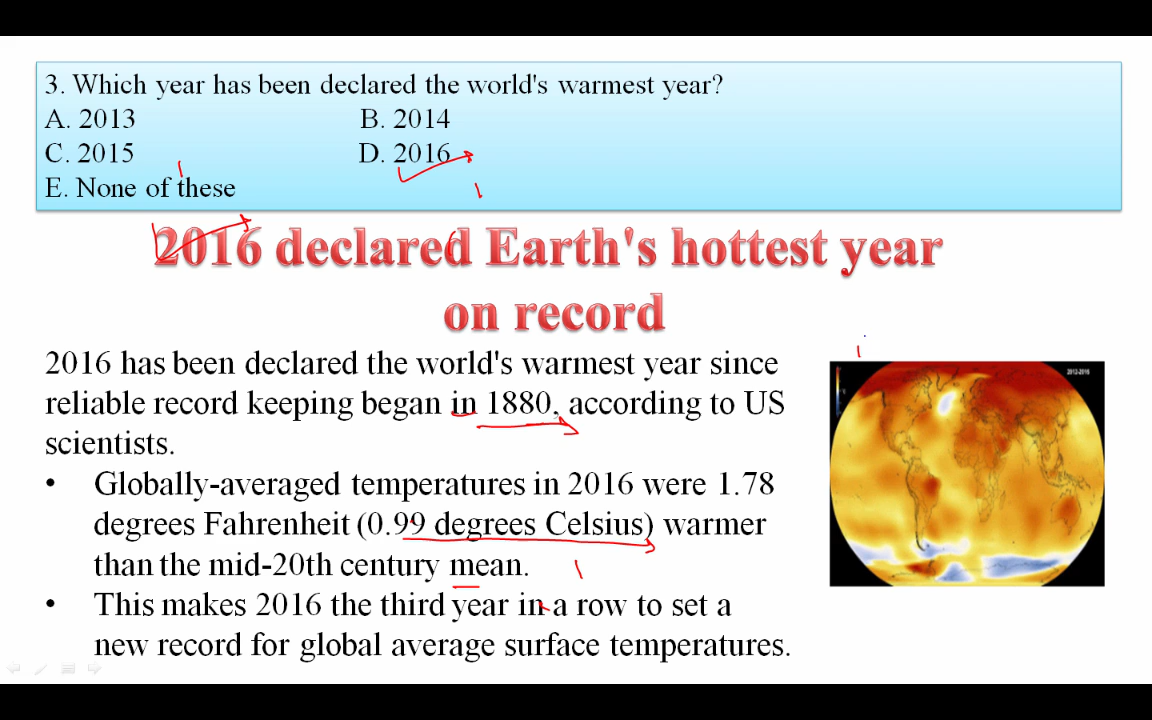 3. Which year has been declared the world's warmest year?
A. 2013 B. 2014
C. 2015 D. 2016
E. None of these
2016 declared Earth's hottest year
on record
2016 has been declared the world's warmest year since
reliable record keeping began in 1880, according to US
scientists.
• Globally-averaged temperatures in 2016 were 1.78
degrees Fahrenheit (0.99 degrees Celsius) warmer
than the mid-20th century mean.
• This makes 2016 the third year in a row to set a
new record for global average surface temperatures.
2012-2016